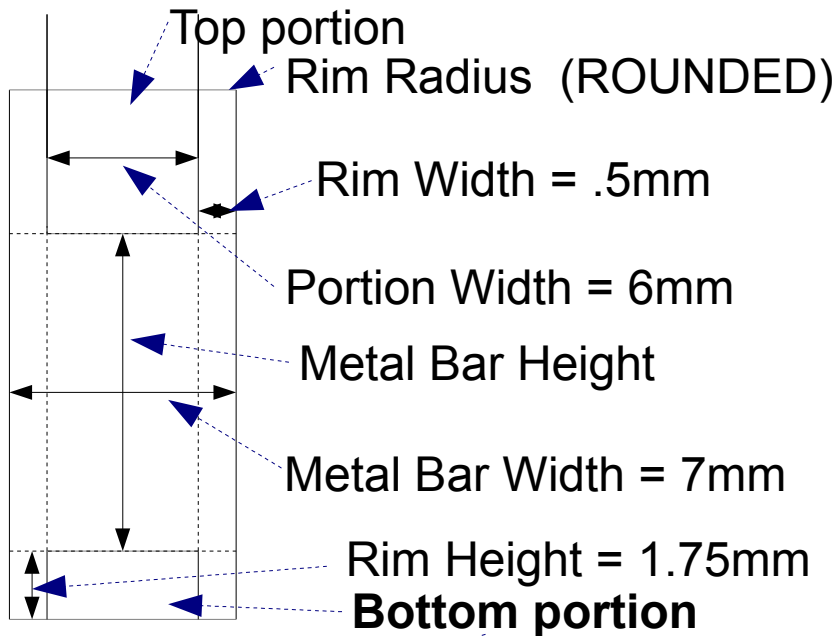 Top portion
Rim Radius  (ROUNDED)
Rim Width = .5mm
Portion Width = 6mm
Metal Bar Height
Metal Bar Width = 7mm
Rim Height = 1.75mm
Bottom portion